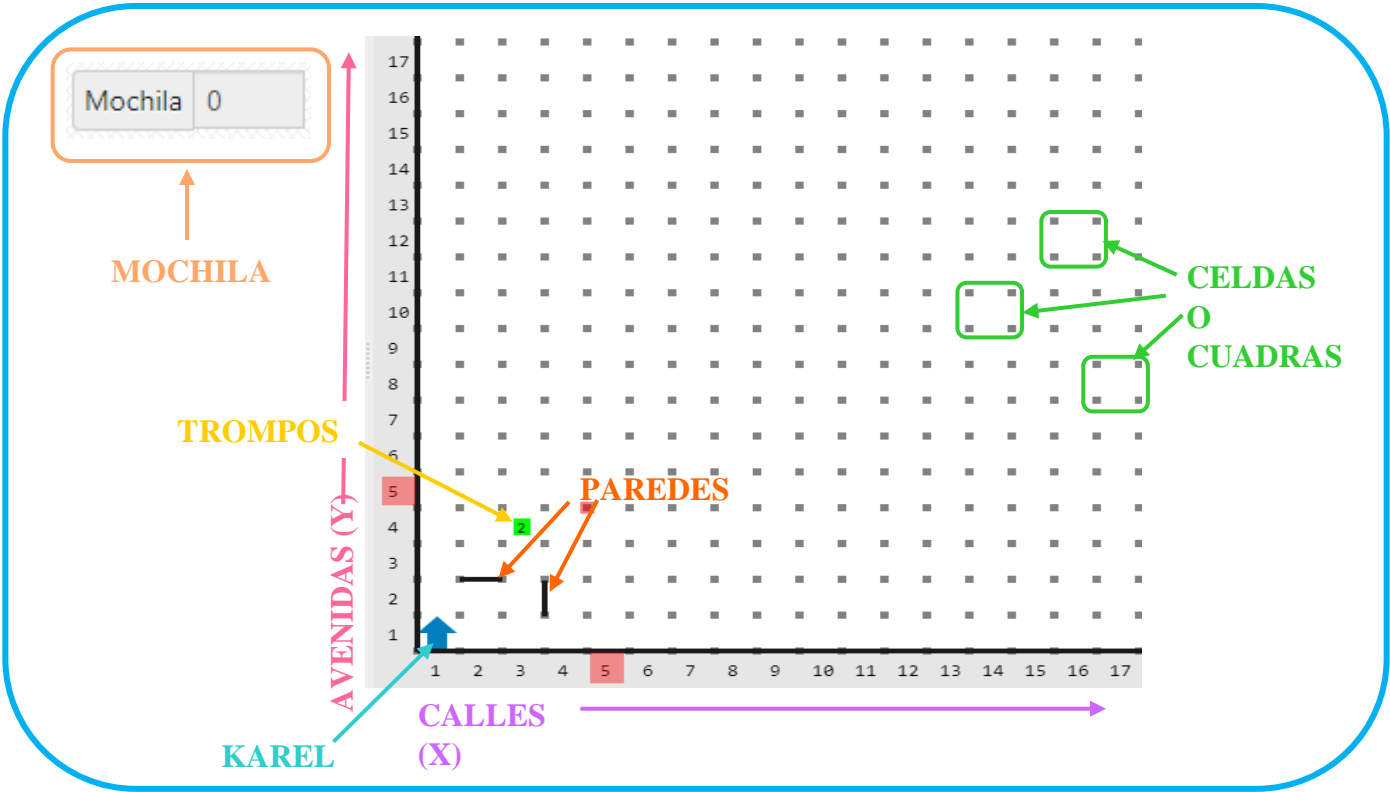 Mochila 0
MOCHILA
17
16
15
14
13
12
11
10
9
8
7
6
5
4
3
2
1
2
1 2 3 4 5 6 7 8 9 10 11 12 13 14 15 16 17
CELDAS
O
CUADRAS
TROMPOS
PAREDES
AVENIDAS (Y)
CALLES
(X)
KAREL